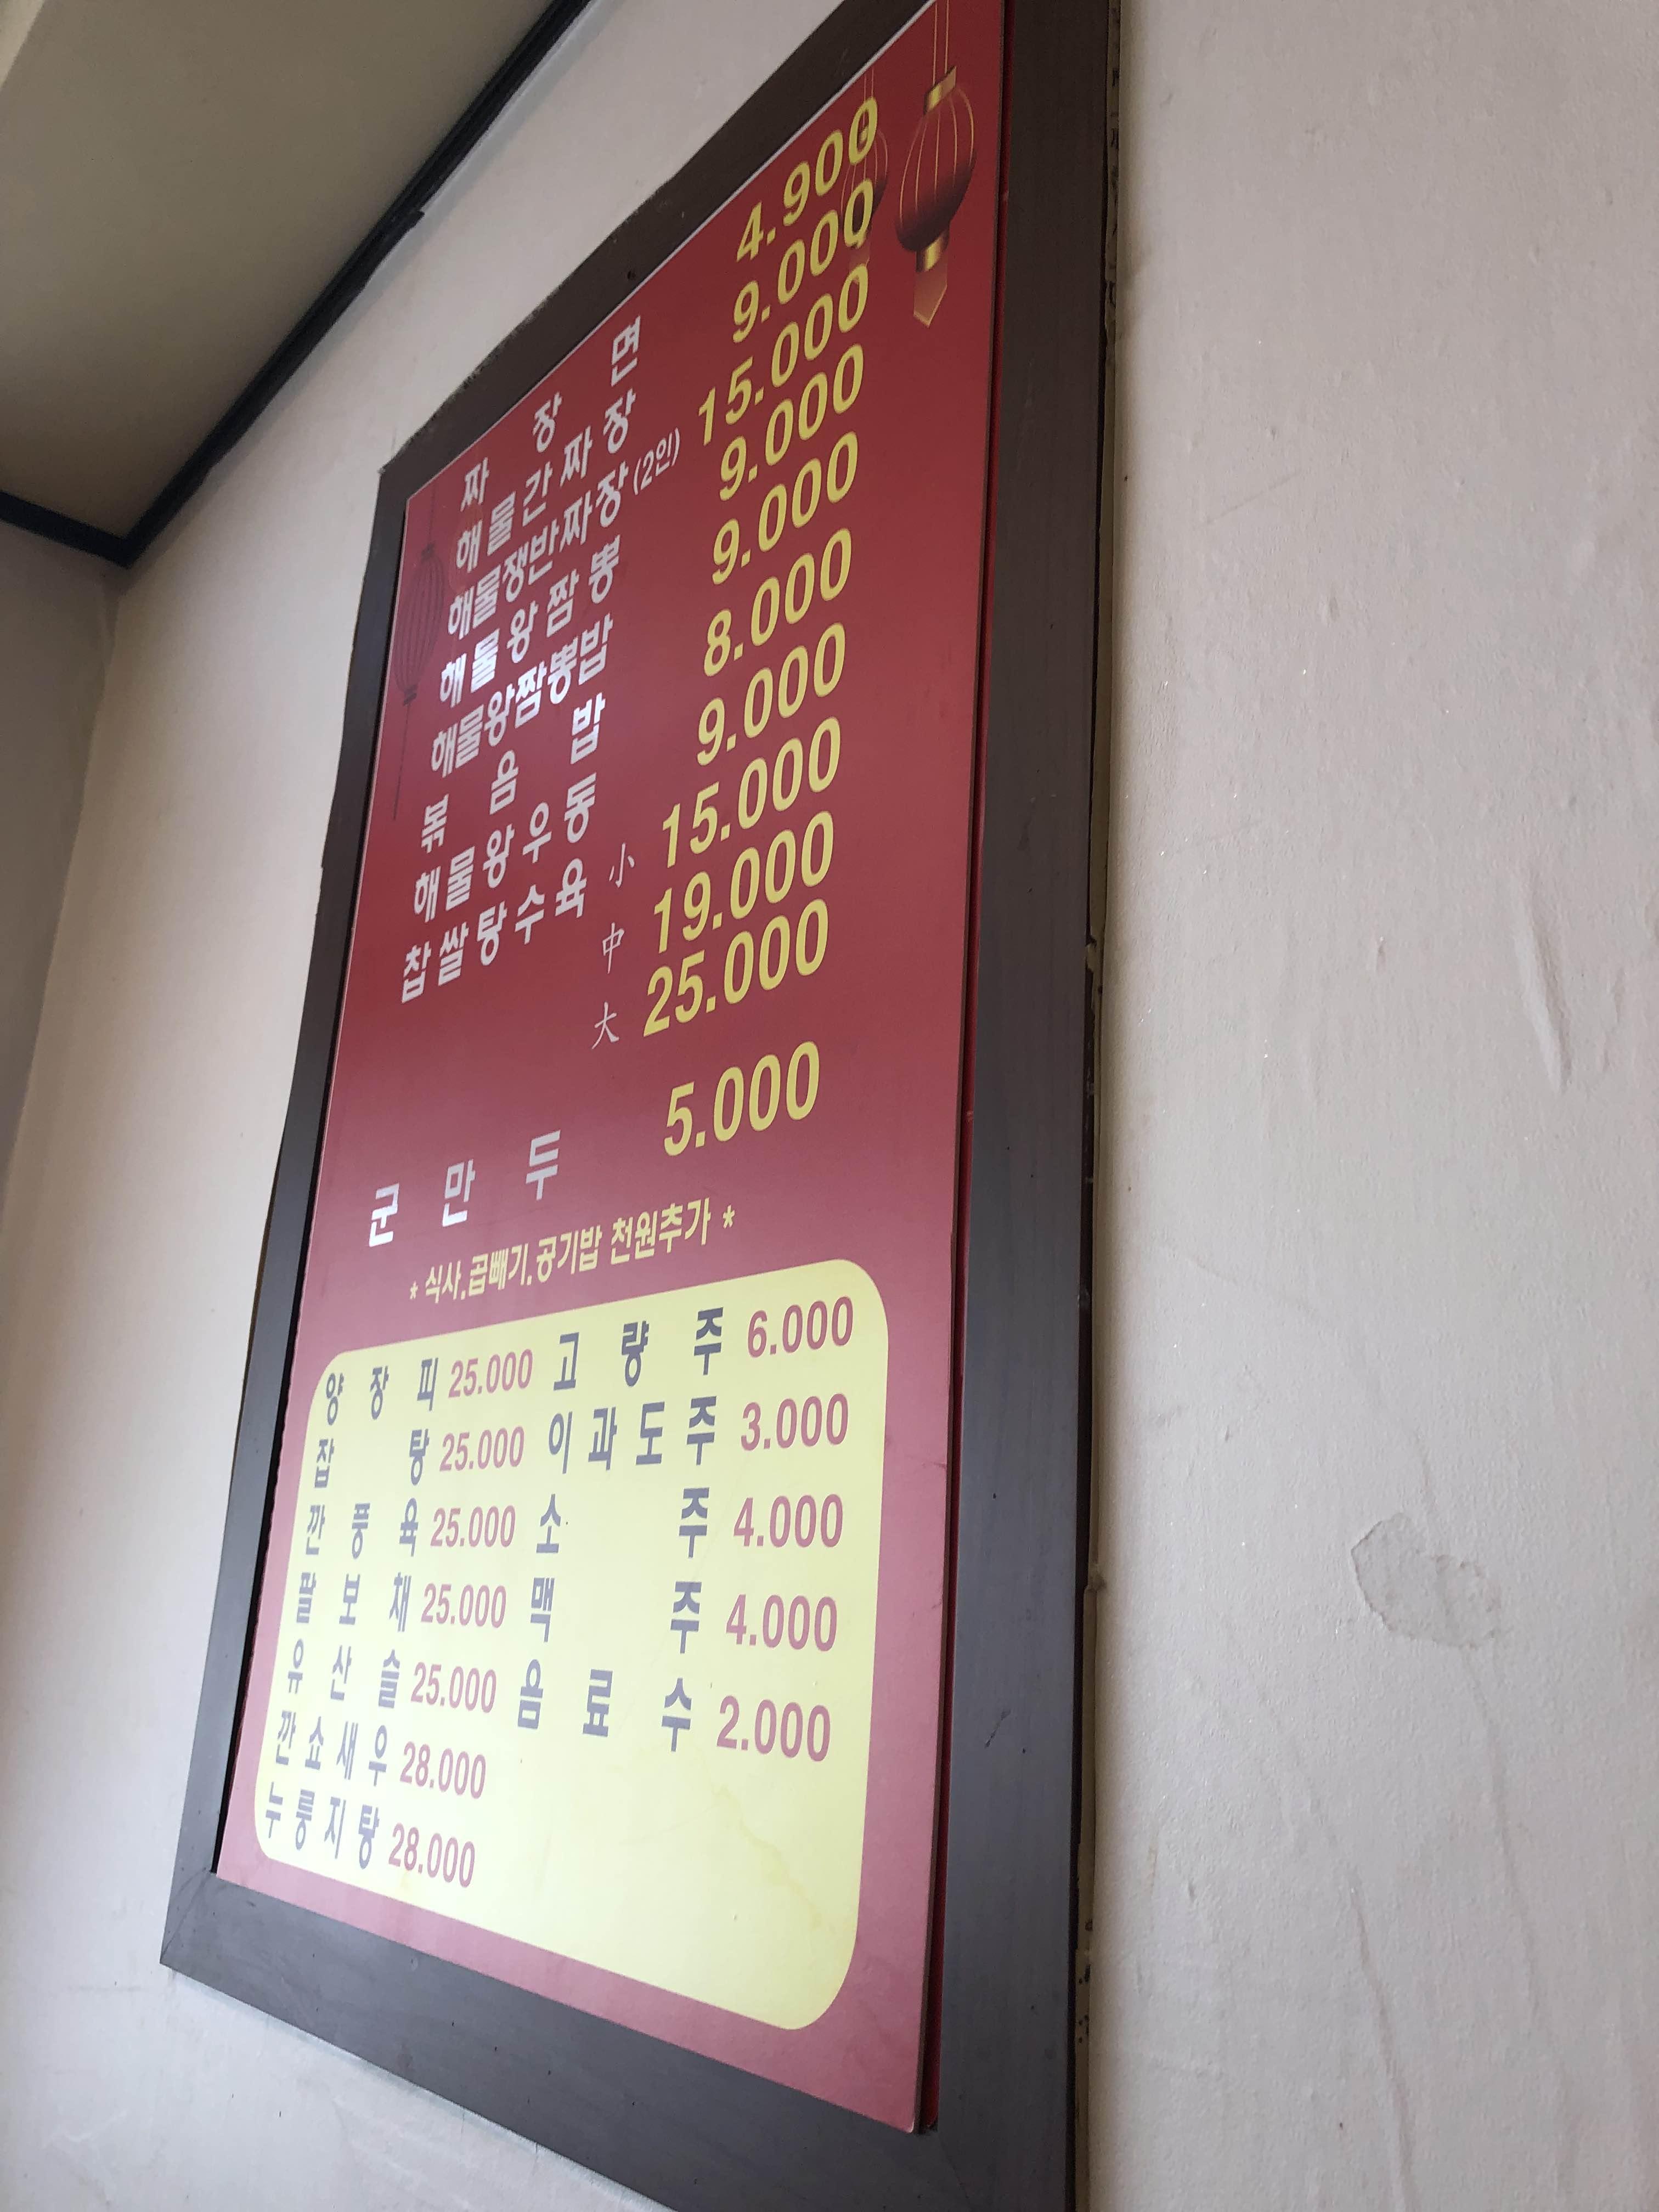 짜장면 4.900
해물간짜장 9.000
해물쟁반짜장(2인) 15.000
해물왕짬뽕 9.000
해물왕짬뽕밥 9.000
볶음밥 8.000
해물왕우동 9.000
찹쌀탕수육 小 15.000
中 19.000
大 25.000
군만두 5.000
* 식사.곱빼기.공기밥 천원추가 *
양장피 25.000 고량주 6.000
잡탕 25.000 이과도주 3.000
깐풍육 25.000 소주 4.000
팔보채 25.000 맥주 4.000
유산슬 25.000 음료수 2.000
깐쇼새우 28.000
누룽지탕 28.000